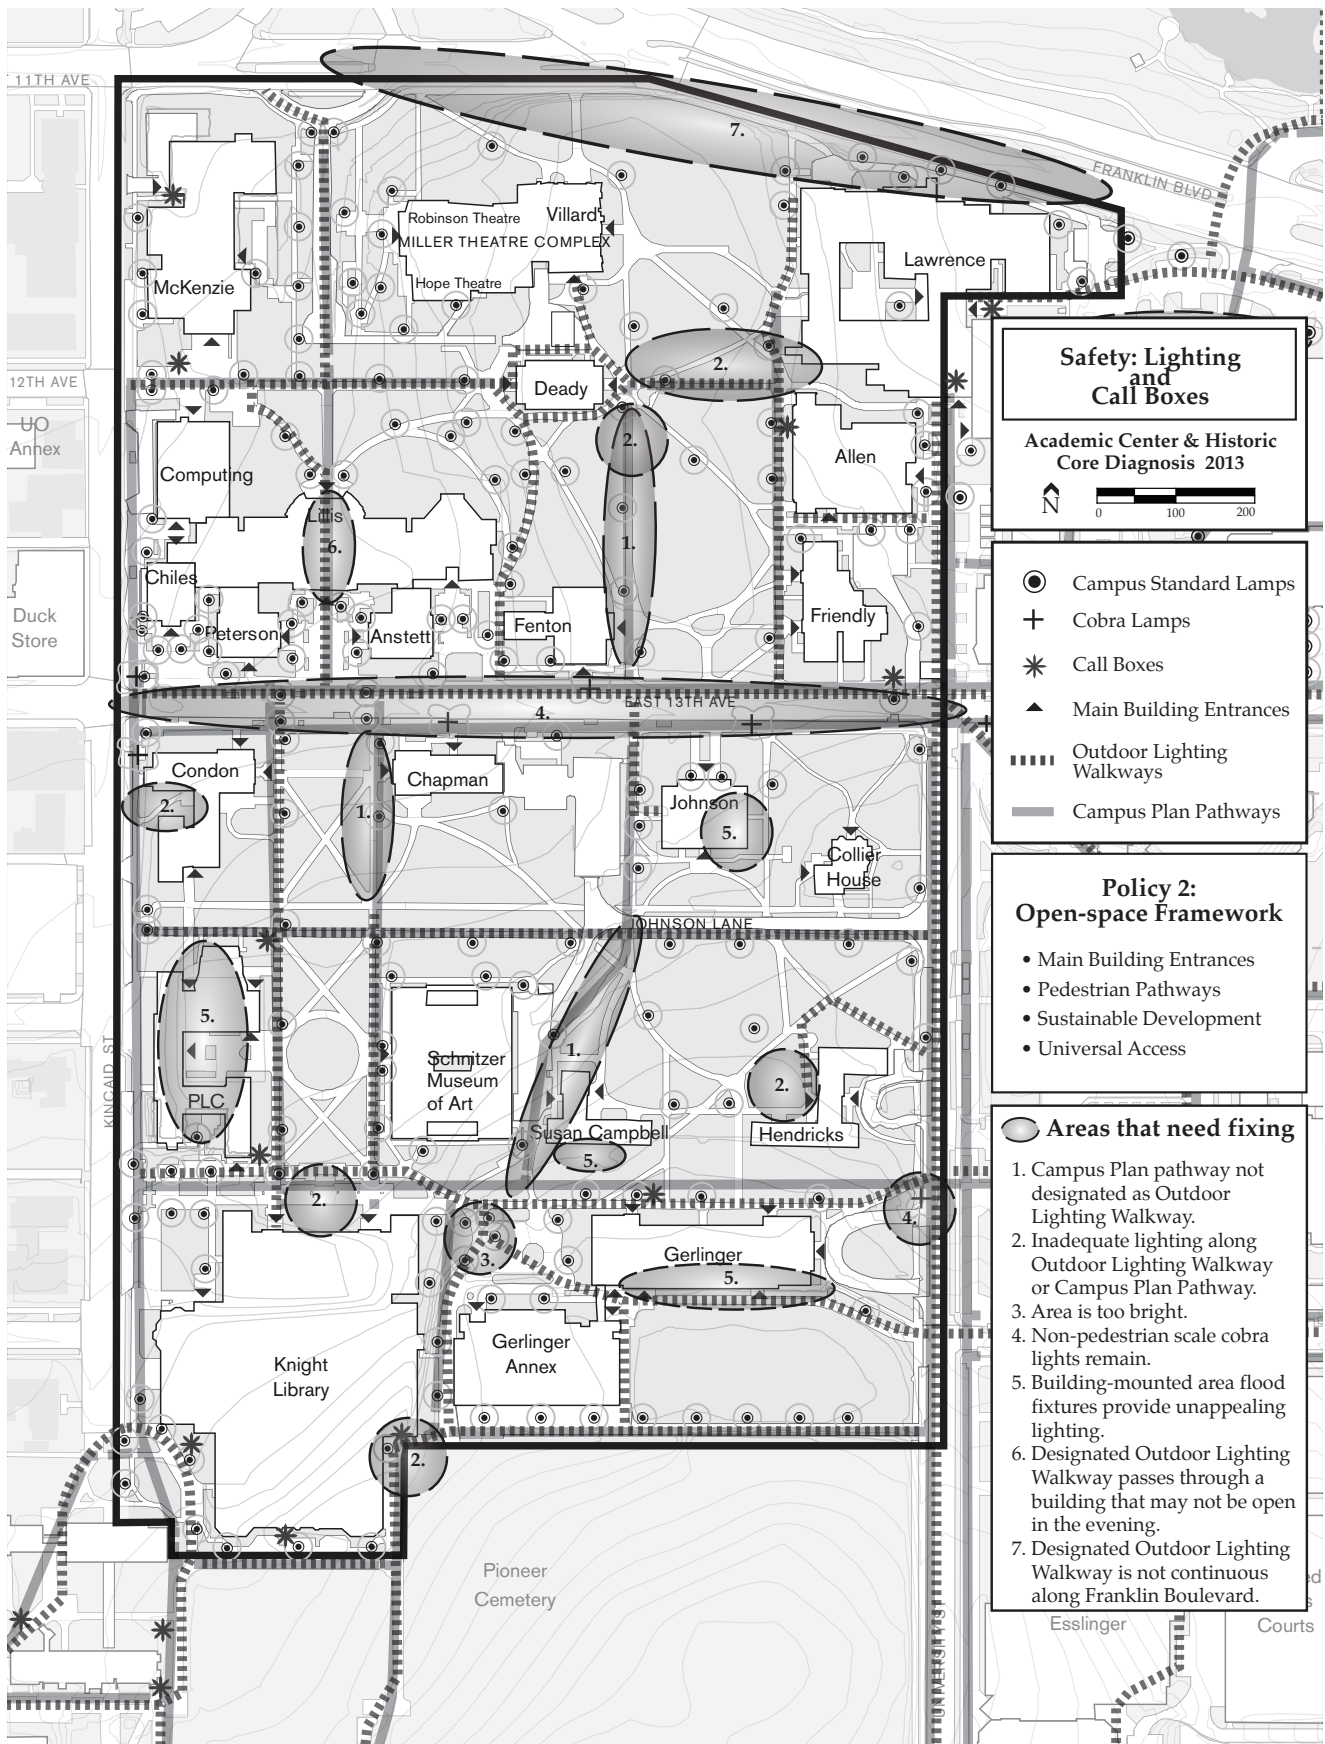 11TH AVE
7.
FRANKLIN BLVD
Robinson Theatre
Villard
MILLER THEATRE COMPLEX
Hope Theatre
Lawrence
McKenzie
12TH AVE
2.
Deady
UO
Annex
2.
Computing
Allen
Lillis
6.
1.
Chiles
Duck
Store
Peterson
Anstett
Fenton
Friendly
EAST 13TH AVE
4.
Condon
Chapman
2.
1.
Johnson
5.
Collier
House
JOHNSON LANE
5.
KINCAID ST
PLC
Schnitzer
Museum
of Art
1.
2.
Susan Campbell
Hendricks
5.
2.
4.
3.
Gerlinger
5.
Gerlinger
Annex
Knight
Library
2.
Pioneer
Cemetery
UNIVERSITY ST
Esslinger
Courts
Safety: Lighting
and
Call Boxes
Academic Center & Historic
Core Diagnosis 2013
N
0 100 200
Campus Standard Lamps
Cobra Lamps
Call Boxes
Main Building Entrances
Outdoor Lighting
Walkways
Campus Plan Pathways
Policy 2:
Open-space Framework
• Main Building Entrances
• Pedestrian Pathways
• Sustainable Development
• Universal Access
Areas that need fixing
1. Campus Plan pathway not
designated as Outdoor
Lighting Walkway.
2. Inadequate lighting along
Outdoor Lighting Walkway
or Campus Plan Pathway.
3. Area is too bright.
4. Non-pedestrian scale cobra
lights remain.
5. Building-mounted area flood
fixtures provide unappealing
lighting.
6. Designated Outdoor Lighting
Walkway passes through a
building that may not be open
in the evening.
7. Designated Outdoor Lighting
Walkway is not continuous
along Franklin Boulevard.